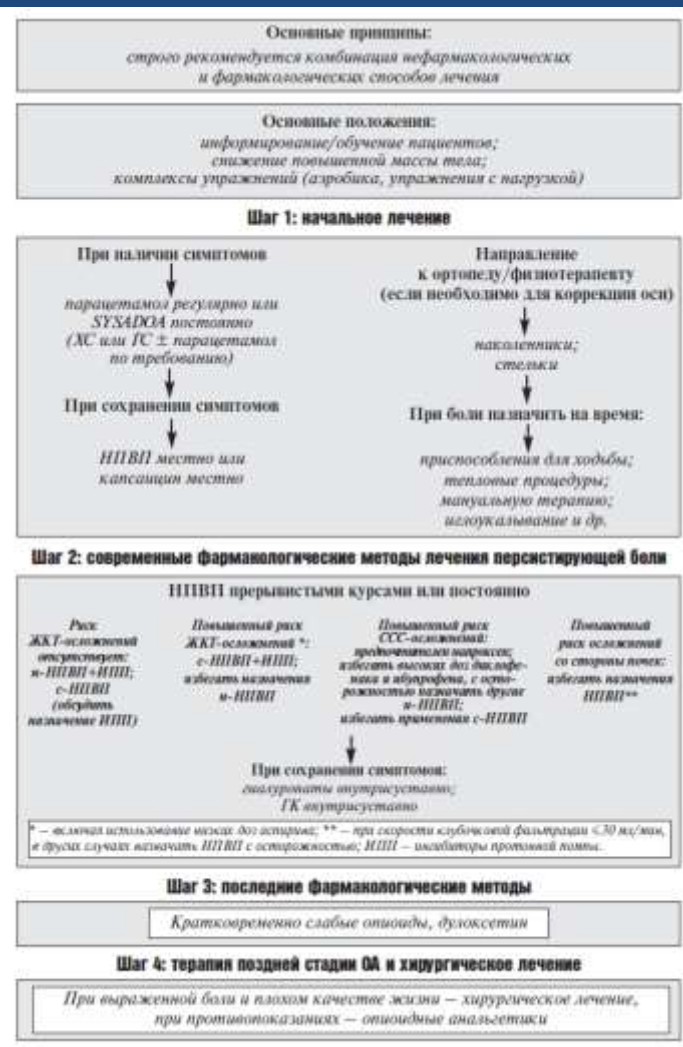 Основные принципы:
строго рекомендуется комбинация нефармакологических
и фармакологических способов лечения
Основные положения:
информирование/обучение пациентов;
снижение повышенной массы тела;
комплексы упражнений (аэробика, упражнения с нагрузкой)
Шаг 1: начальное лечение
При наличии симптомов
парацетамол регулярно или
SYSADOA постоянно
(ХС или ГС ± парацетамол
по требованию)
При сохранении симптомов
НПВП местно или
капсаицин местно
Направление
к ортопеду/физиотерапевту
(если необходимо для коррекции оси)
наколенники;
стельки
При боли назначить на время:
приспособления для ходьбы;
тепловые процедуры;
мануальную терапию;
иглоукалывание и др.
Шаг 2: современные фармакологические методы лечения персистирующей боли
НПВП прерывистыми курсами или постоянно
Риск
ЖКТ-осложнений
отсутствует:
н-НПВП+ИПП;
с-НПВП
(обсудить
назначение ИПП)
Повышенный риск
ЖКТ-осложнений *:
с-НПВП+ИПП;
избегать назначения
н-НПВП
Повышенный риск
ССС-осложнений:
предпочтителен напроксен;
избегать высоких доз диклофе-
нака и ибупрофена, с осто-
рожностью назначать другие
н-НПВП;
избегать применения с-НПВП
Повышенный
риск осложнений
со стороны почек:
избегать назначения
НПВП**
При сохранении симптомов:
гиалуронаты внутрисуставно;
ГК внутрисуставно
* – включая использование низких доз аспирина; ** – при скорости клубочковой фильтрации ≤30 мл/мин,
в других случаях назначать НПВП с осторожностью; ИПП – ингибиторы протонной помпы.
Шаг 3: последние фармакологические методы
Кратковременно слабые опиоиды, дулоксетин
Шаг 4: терапия поздней стадии ОА и хирургическое лечение
При выраженной боли и плохом качестве жизни – хирургическое лечение,
при противопоказаниях – опиоидные анальгетики